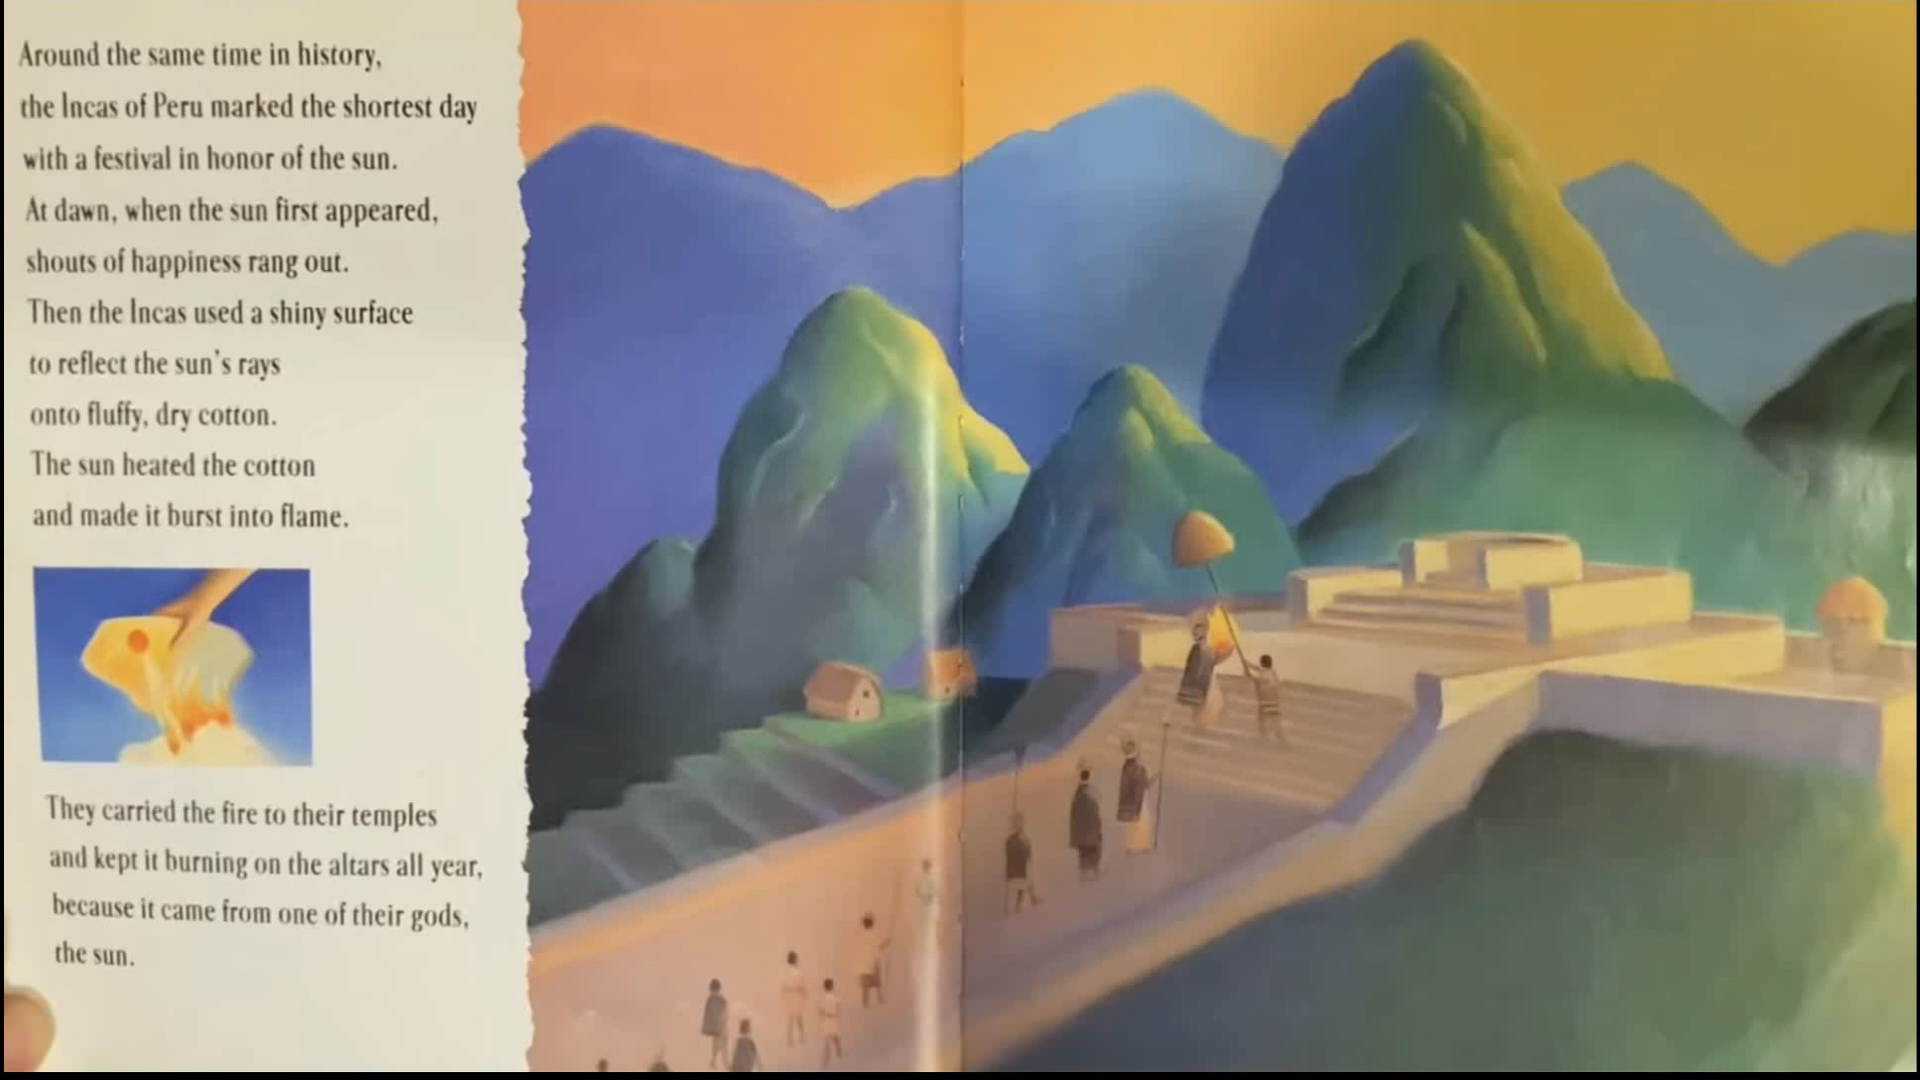 Around the same time in history,
the Incas of Peru marked the shortest day
with a festival in honor of the sun.
At dawn, when the sun first appeared,
shouts of happiness rang out.
Then the Incas used a shiny surface
to reflect the sun's rays
onto fluffy, dry cotton.
The sun heated the cotton
and made it burst into flame.
They carried the fire to their temples
and kept it burning on the altars all year,
because it came from one of their gods,
the sun.